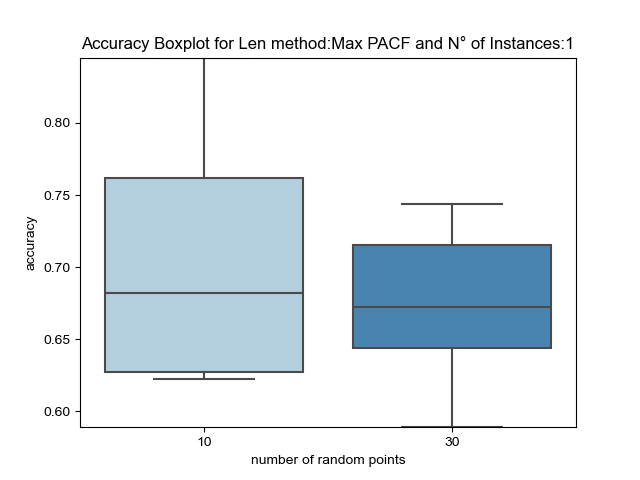 Accuracy Boxplot for Len method:Max PACF and N° of Instances:1
0.80
0.75
0.70
0.65
0.60
accuracy
10 30
number of random points